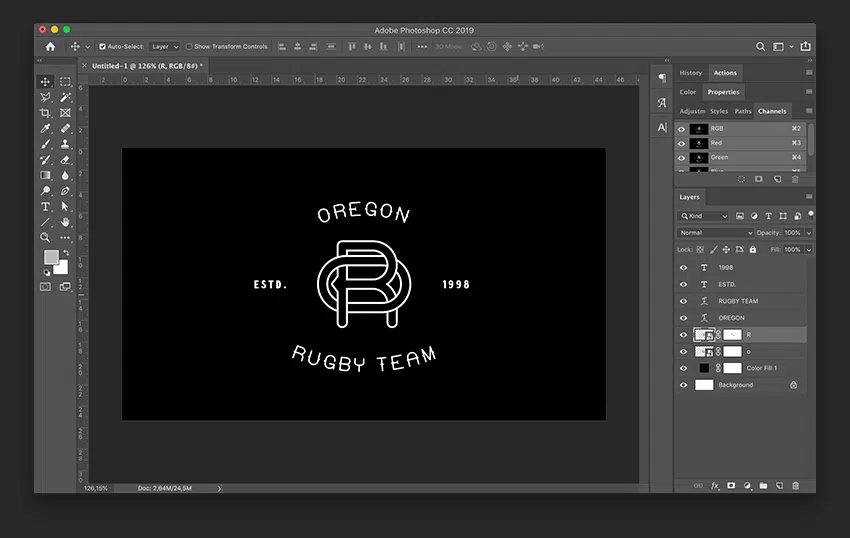 Adobe Photoshop CC 2019
Auto-Select: Layer Show Transform Controls 3D Mode:
Untitled-1 @ 126% (R, RGB/8#) *
History Actions
Color Properties
Adjustm Styles Paths Channels
RGB ⌘2
Red ⌘3
Green ⌘4
Layers
Kind
Normal Opacity: 100%
Lock: Fill: 100%
1998
ESTD.
RUGBY TEAM
OREGON
R
o
Color Fill 1
Background
OREGON
ESTD. 1998
RUGBY TEAM
126,15% Doc: 2,64M/24,5M